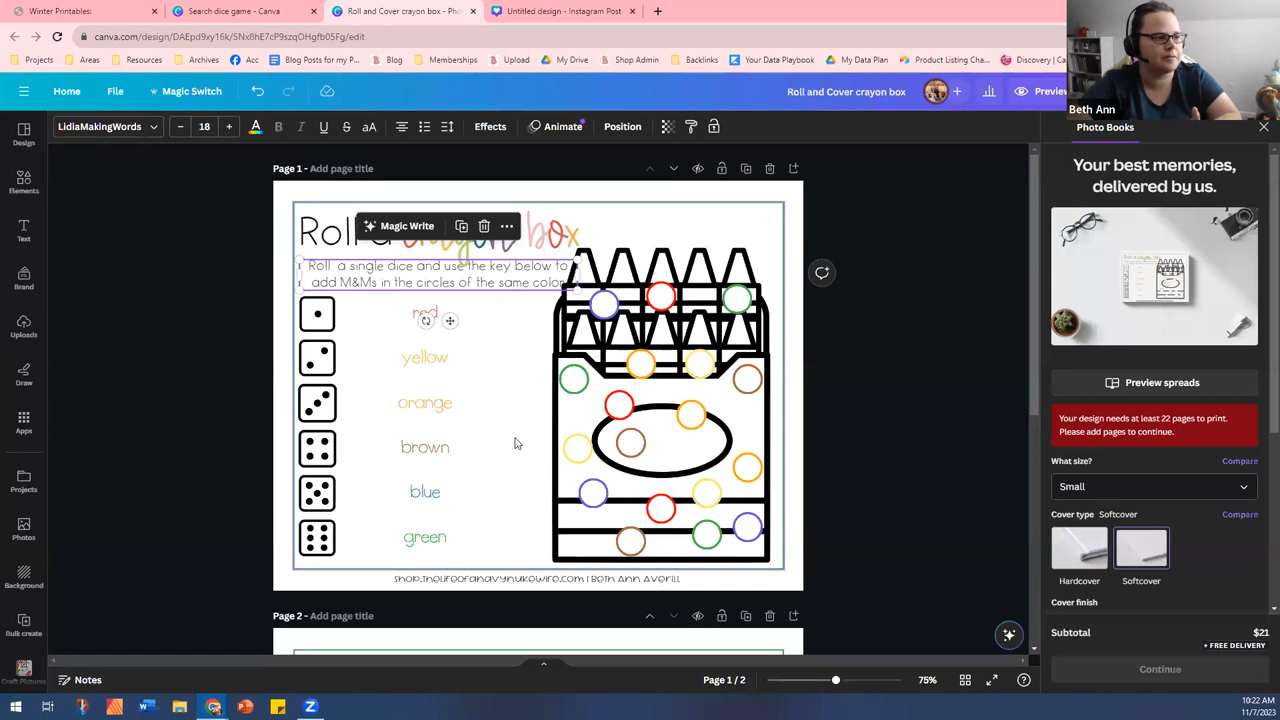 Winter Printables:
Search dice game - Canva
Roll and Cover crayon box - Pho
Untitled design - Instagram Post
canva.com/design/DAEpd9xy16k/5Nx8hE7cP9szqOHgfb05Fg/edit
Projects Areas Resources Archives Blog Posts for my P... Acc Blog Memberships Upload My Drive Shop Admin Backlinks Your Data Playbook My Data Plan Product Listing Cha... Discovery | Ca
Beth Ann
Home File Magic Switch Roll and Cover crayon box Preview
LidiaMakingWords 18 A B I U S aA Effects Animate Position
Photo Books
Design
Elements
Text
Brand
Uploads
Draw
Apps
Projects
Photos
Background
Bulk create
Craft Pictures
Page 1 - Add page title
Magic Write
Roll a crayon box
Roll a single dice and use the key below to
add M&Ms in the circles of the same color
red
yellow
orange
brown
blue
green
shop.thelifeofanavynukewife.com | Beth Ann Averill
Page 2 - Add page title
Your best memories,
delivered by us.
Preview spreads
Your design needs at least 22 pages to print.
Please add pages to continue.
What size? Compare
Small
Cover type Softcover Compare
Hardcover Softcover
Cover finish
Subtotal $21
+ FREE DELIVERY
Continue
Notes Page 1 / 2 75%
10:22 AM
11/7/2023